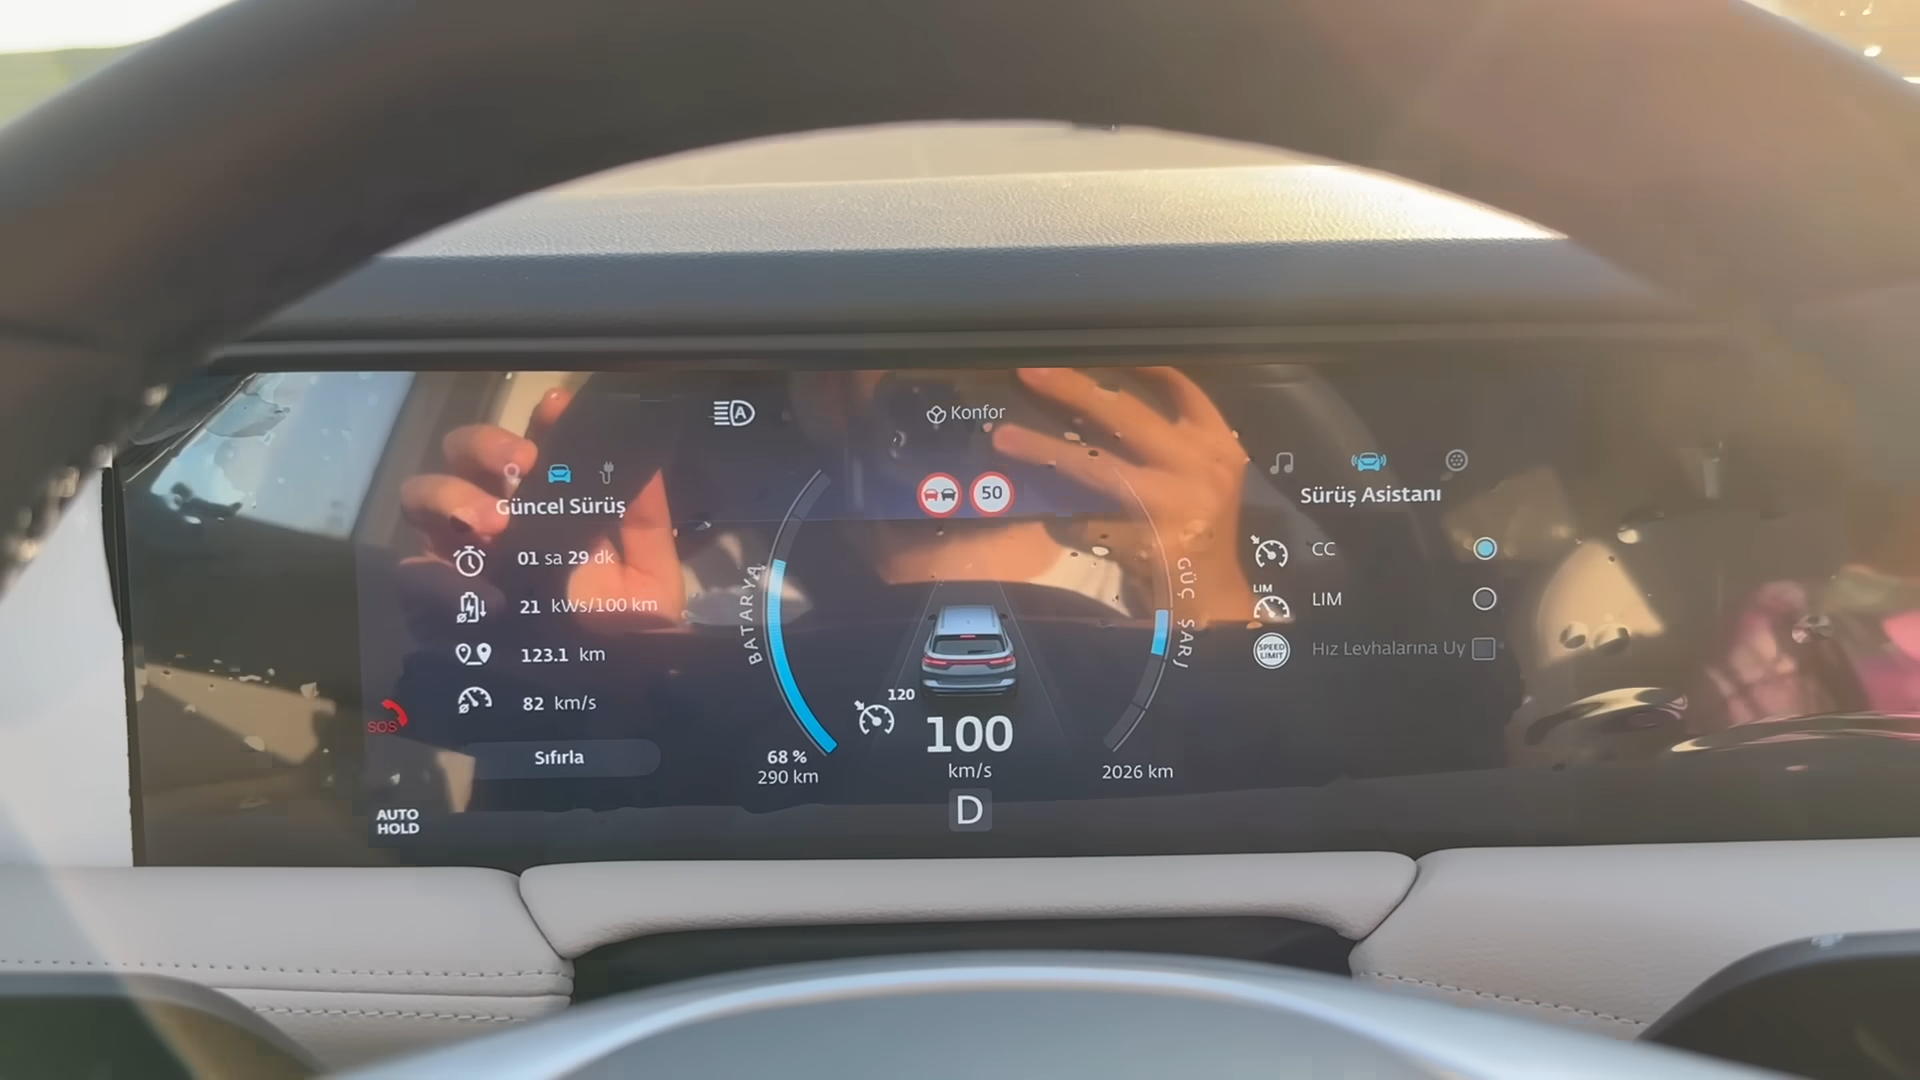 A
Konfor
50
Güncel Sürüş
01 sa 29 dk
21 kWs/100 km
123.1 km
82 km/s
Sıfırla
SOS
AUTO
HOLD
BATARYA
68 %
290 km
120
100
km/s
D
GÜÇ ŞARJ
2026 km
Sürüş Asistanı
CC
LIM
LIM
SPEED
LIMIT
Hız Levhalarına Uy